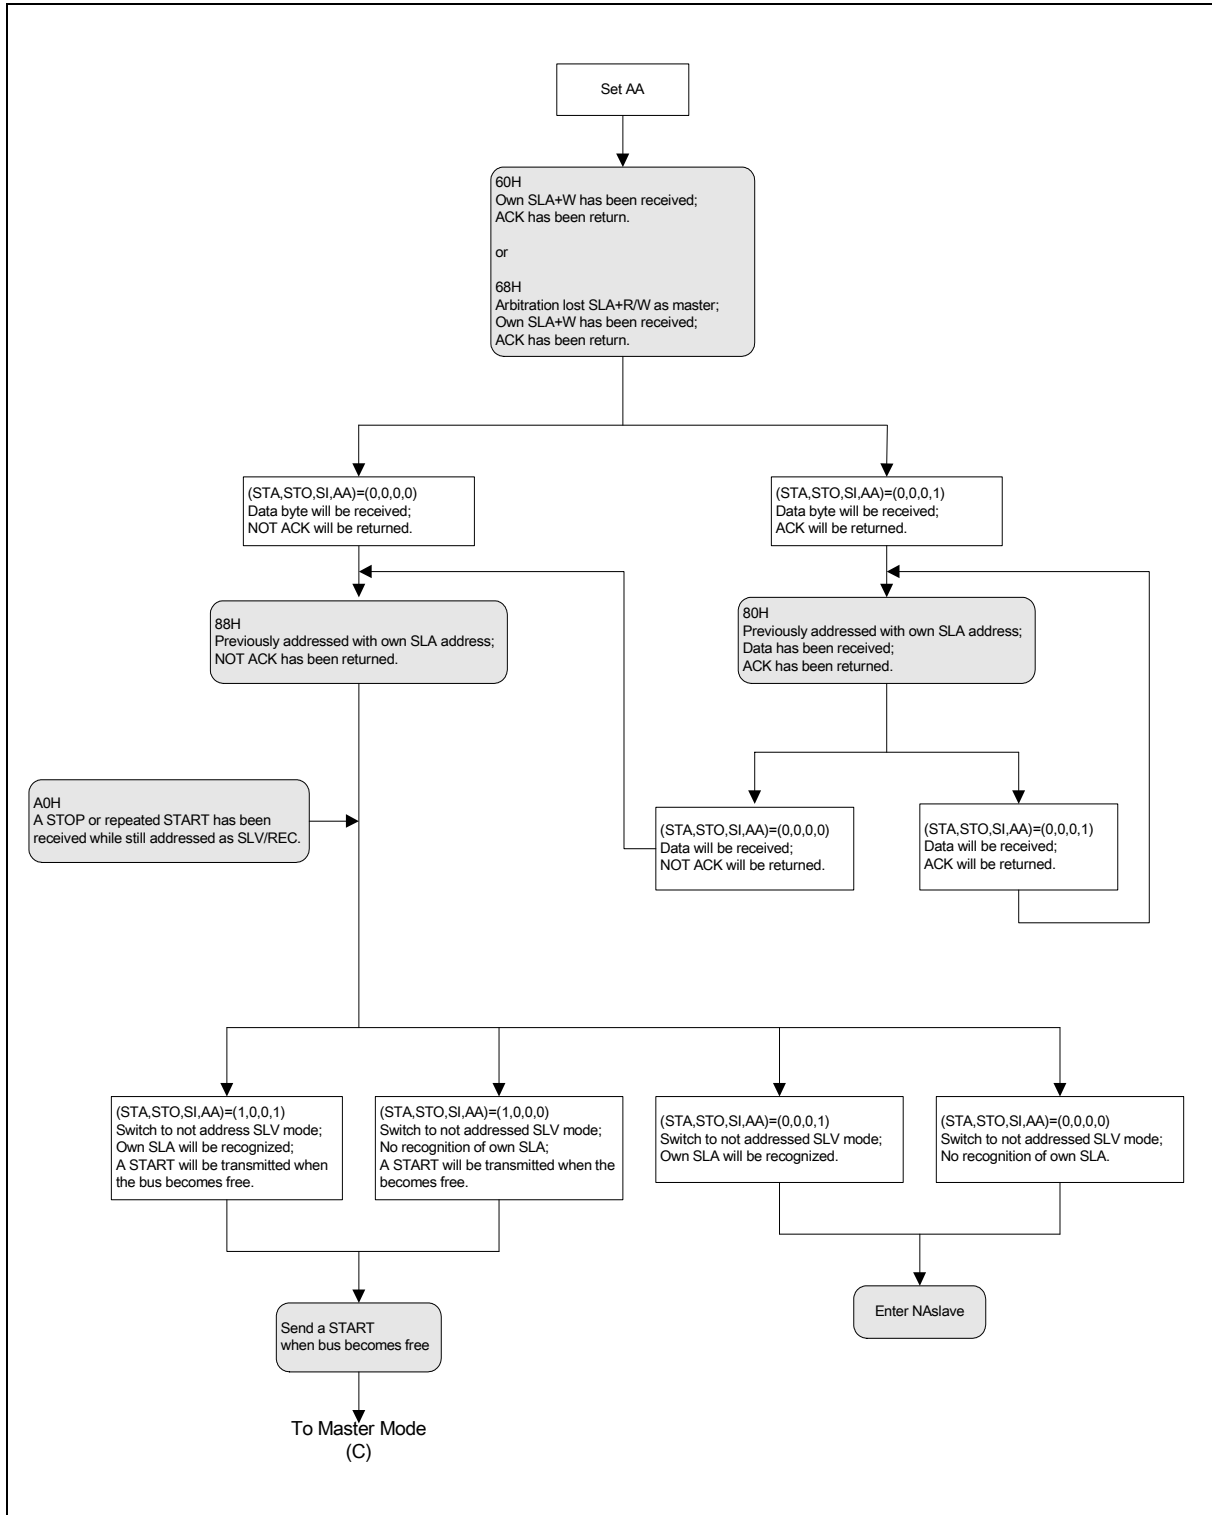 Set AA
60H
Own SLA+W has been received;
ACK has been return.
or
68H
Arbitration lost SLA+R/W as master;
Own SLA+W has been received;
ACK has been return.
(STA,STO,SI,AA)=(0,0,0,0)
Data byte will be received;
NOT ACK will be returned.
(STA,STO,SI,AA)=(0,0,0,1)
Data byte will be received;
ACK will be returned.
88H
Previously addressed with own SLA address;
NOT ACK has been returned.
80H
Previously addressed with own SLA address;
Data has been received;
ACK has been returned.
A0H
A STOP or repeated START has been
received while still addressed as SLV/REC.
(STA,STO,SI,AA)=(0,0,0,0)
Data will be received;
NOT ACK will be returned.
(STA,STO,SI,AA)=(0,0,0,1)
Data will be received;
ACK will be returned.
(STA,STO,SI,AA)=(1,0,0,1)
Switch to not address SLV mode;
Own SLA will be recognized;
A START will be transmitted when
the bus becomes free.
(STA,STO,SI,AA)=(1,0,0,0)
Switch to not addressed SLV mode;
No recognition of own SLA;
A START will be transmitted when the
becomes free.
(STA,STO,SI,AA)=(0,0,0,1)
Switch to not addressed SLV mode;
Own SLA will be recognized.
(STA,STO,SI,AA)=(0,0,0,0)
Switch to not addressed SLV mode;
No recognition of own SLA.
Send a START
when bus becomes free
Enter NAslave
To Master Mode
(C)